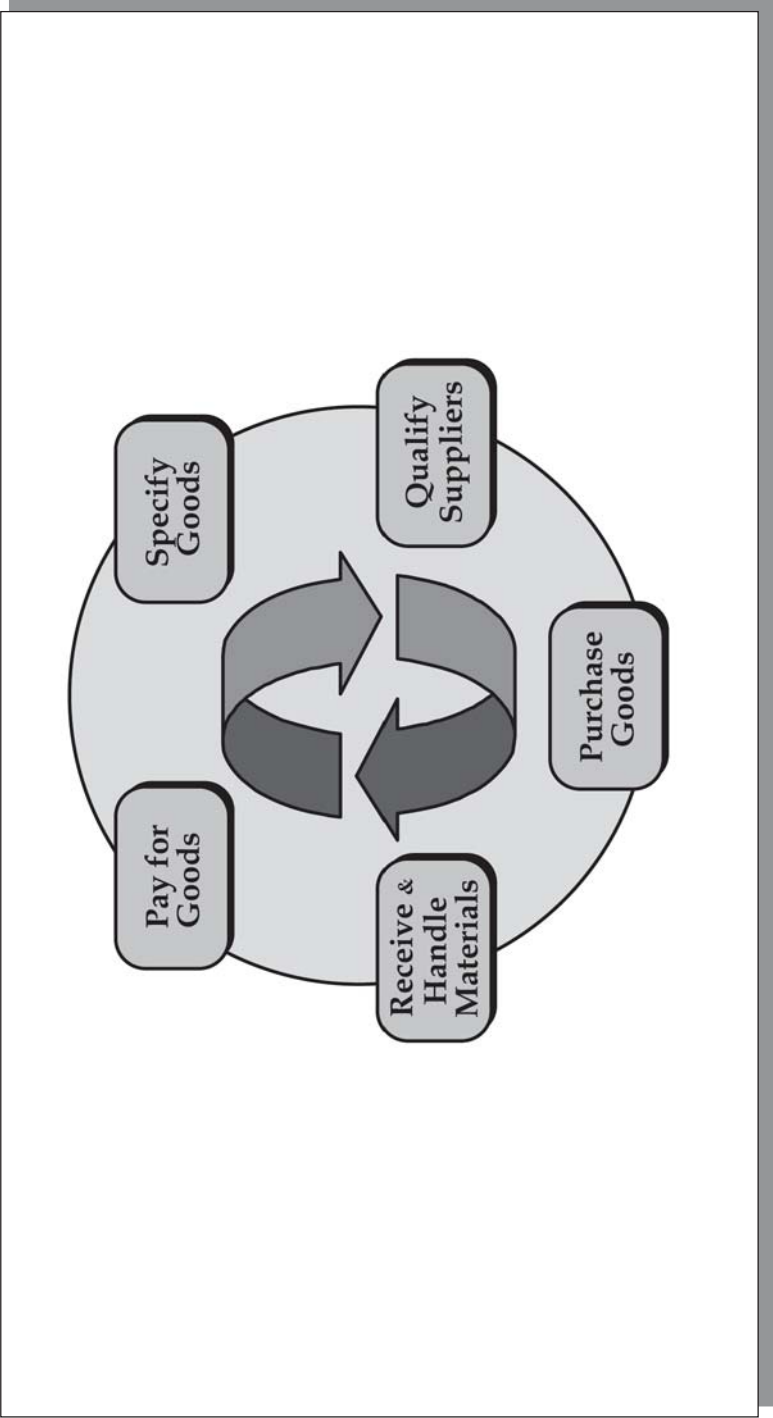 Specify
Goods
Qualify
Suppliers
Purchase
Goods
Receive &
Handle
Materials
Pay for
Goods